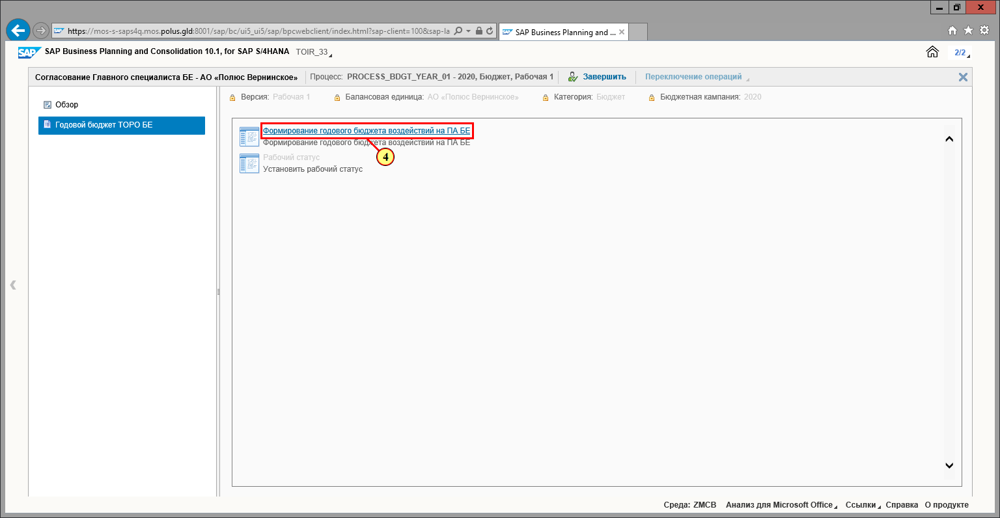 https://mos-s-saps4q.mos.polus.gld:8001/sap/bc/ui5_ui5/sap/bpcwebclient/index.html?sap-client=100&sap-la
SAP Business Planning and ...
SAP SAP Business Planning and Consolidation 10.1, for SAP S/4HANA TOIR_33
2/2
Согласование Главного специалиста БЕ - АО «Полюс Вернинское» Процесс: PROCESS_BDGT_YEAR_01 - 2020, Бюджет, Рабочая 1 Завершить Переключение операций
Обзор
Годовой бюджет ТОРО БЕ
Версия: Рабочая 1 Балансовая единица: АО «Полюс Вернинское» Категория: Бюджет Бюджетная кампания: 2020
Формирование годового бюджета воздействий на ПА БЕ
Формирование годового бюджета воздействий на ПА БЕ
4
Рабочий статус
Установить рабочий статус
Среда: ZMCB Анализ для Microsoft Office Ссылки Справка О продукте